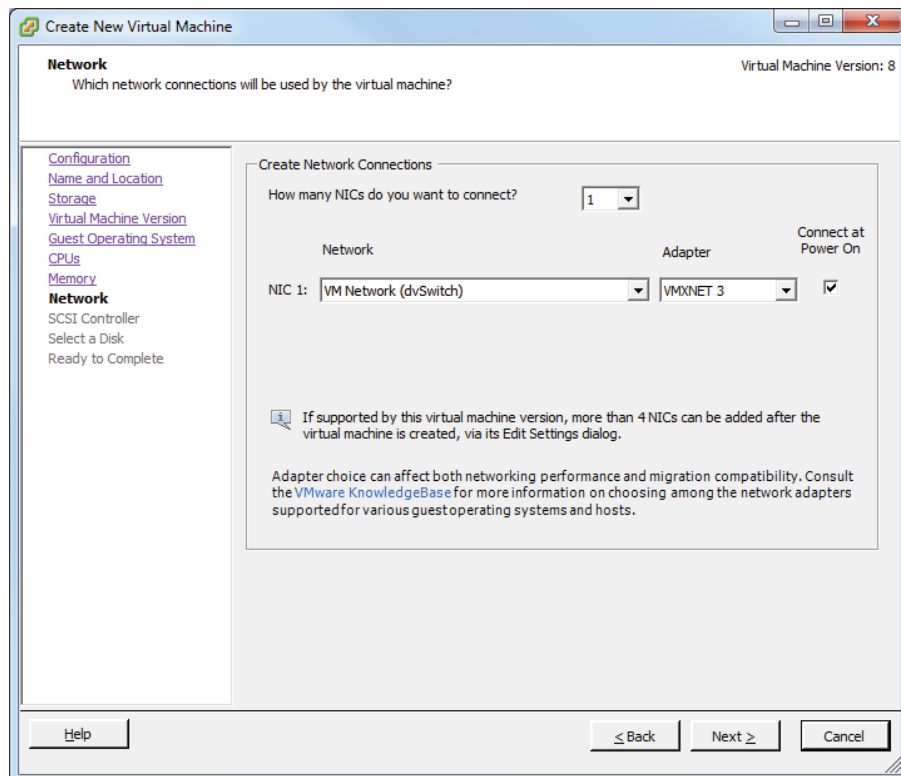 Create New Virtual Machine
Network
Which network connections will be used by the virtual machine?
Virtual Machine Version: 8
Configuration
Name and Location
Storage
Virtual Machine Version
Guest Operating System
CPUs
Memory
Network
SCSI Controller
Select a Disk
Ready to Complete
Create Network Connections
How many NICs do you want to connect?
1
Network
Adapter
Connect at
Power On
NIC 1:
VM Network (dvSwitch)
VMXNET 3
If supported by this virtual machine version, more than 4 NICs can be added after the
virtual machine is created, via its Edit Settings dialog.
Adapter choice can affect both networking performance and migration compatibility. Consult
the VMware KnowledgeBase for more information on choosing among the network adapters
supported for various guest operating systems and hosts.
Help
< Back
Next >
Cancel